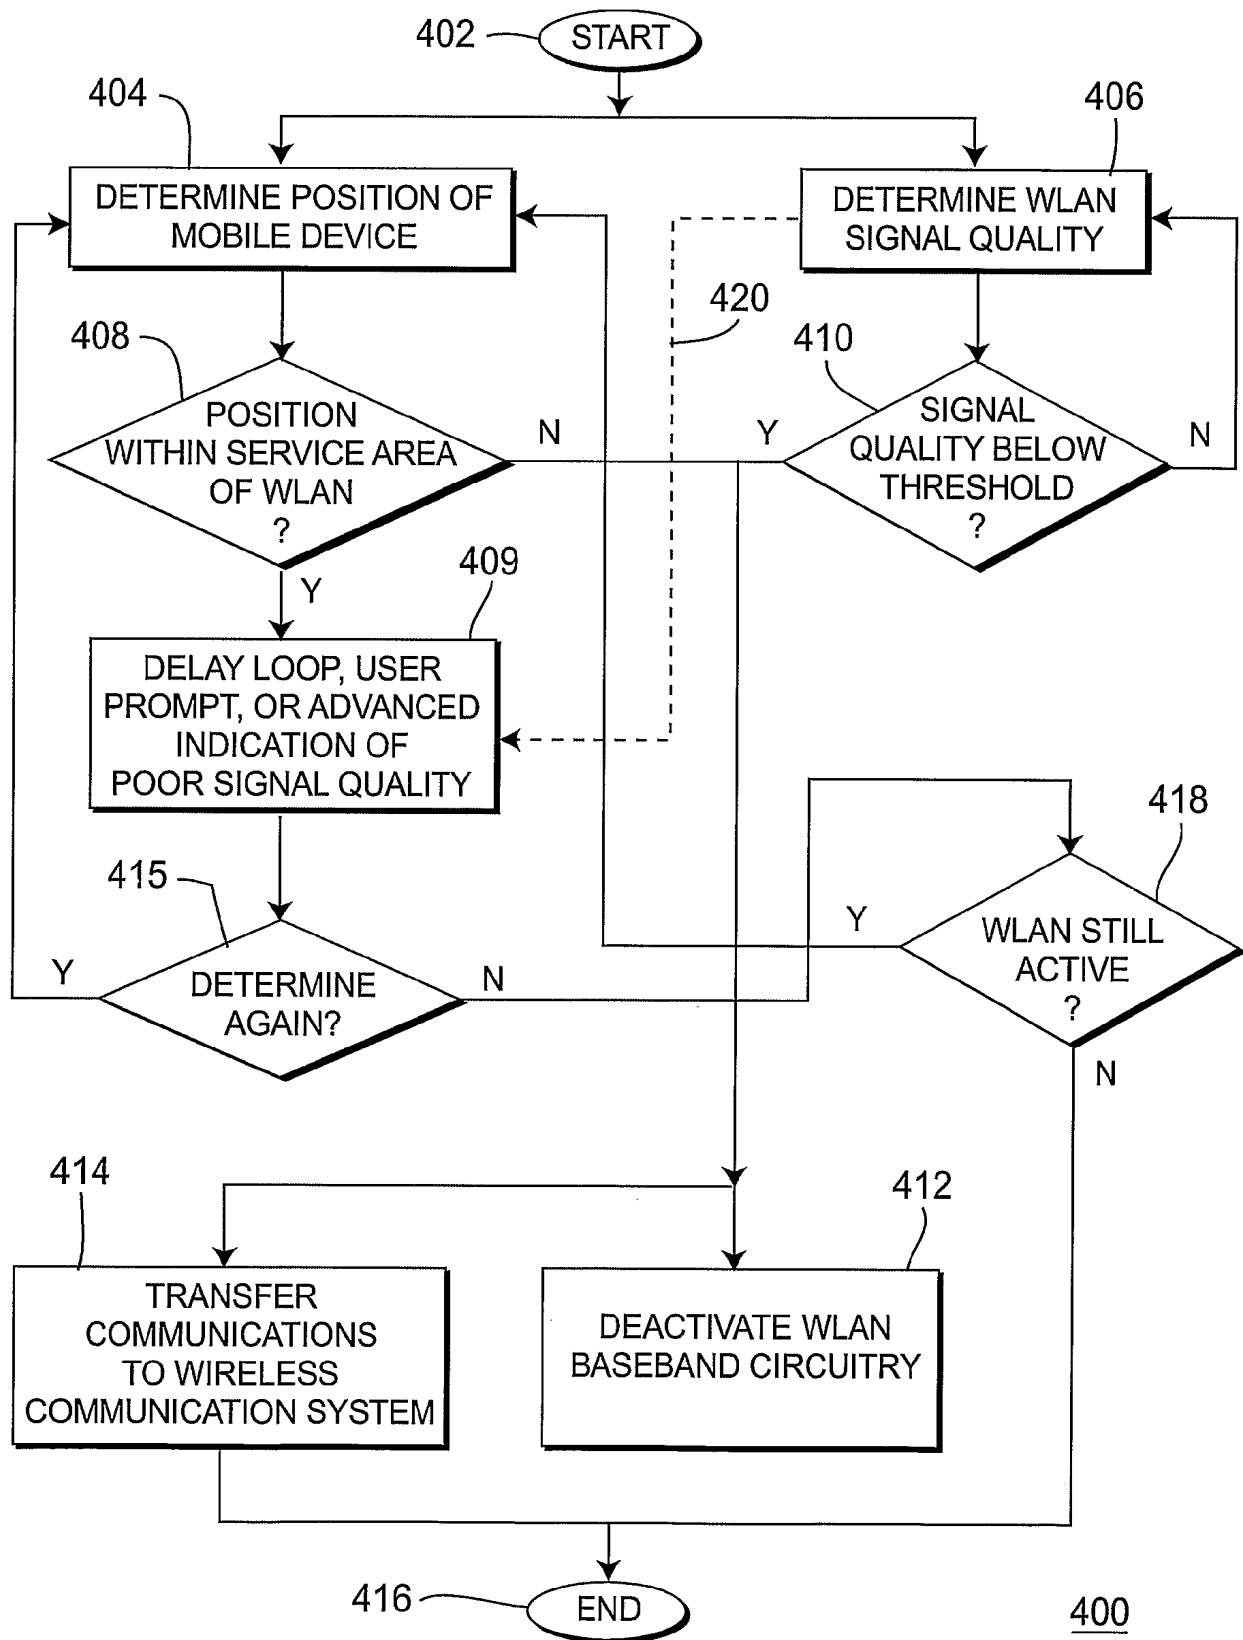 402
START
404
406
DETERMINE POSITION OF
MOBILE DEVICE
DETERMINE WLAN
SIGNAL QUALITY
420
408
410
POSITION
WITHIN SERVICE AREA
OF WLAN
?
N
Y
SIGNAL
QUALITY BELOW
THRESHOLD
?
N
Y
409
DELAY LOOP, USER
PROMPT, OR ADVANCED
INDICATION OF
POOR SIGNAL QUALITY
418
415
Y
DETERMINE
AGAIN?
N
Y
WLAN STILL
ACTIVE
?
N
414
412
TRANSFER
COMMUNICATIONS
TO WIRELESS
COMMUNICATION SYSTEM
DEACTIVATE WLAN
BASEBAND CIRCUITRY
416
END
400